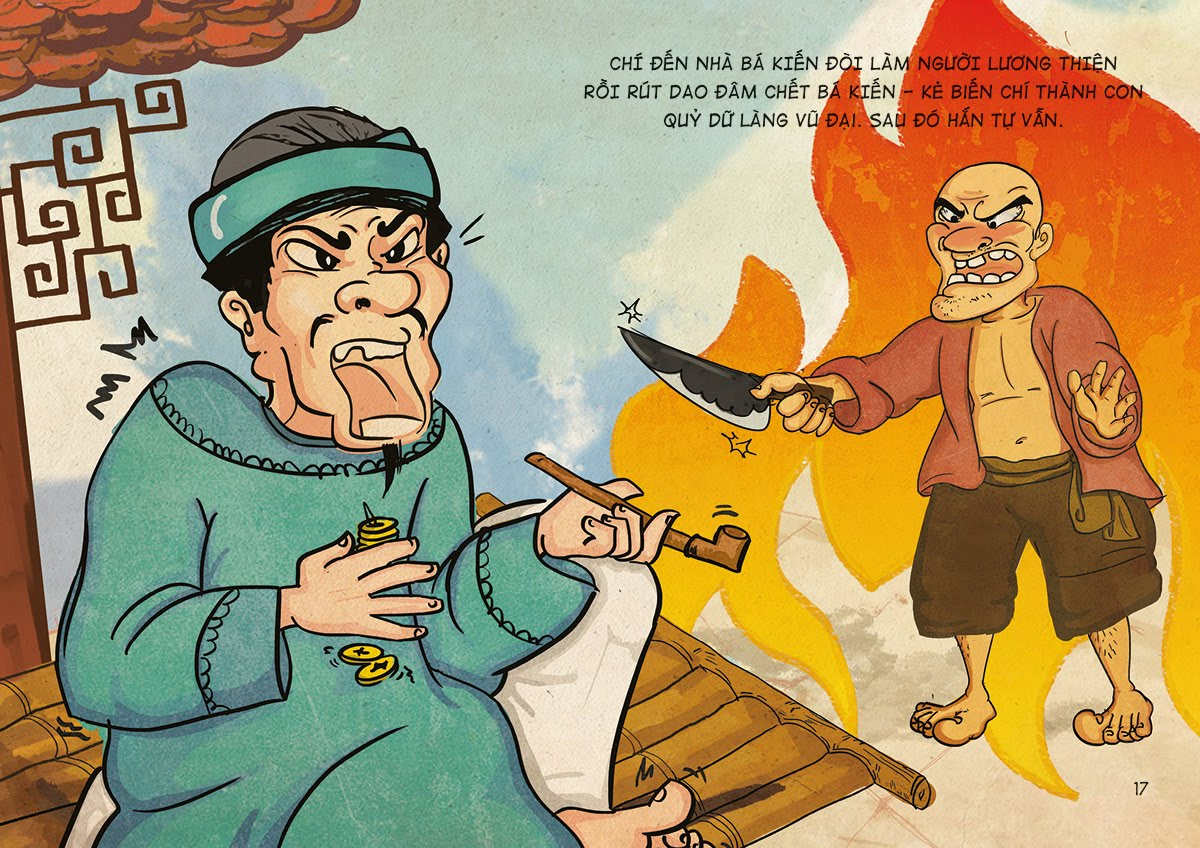 CHÍ ĐẾN NHÀ BÁ KIẾN ĐÒI LÀM NGƯỜI LƯƠNG THIỆN
RỒI RÚT DAO ĐÂM CHẾT BÁ KIẾN – KẺ BIẾN CHÍ THÀNH CON
QUỶ DỮ LÀNG VŨ ĐẠI. SAU ĐÓ HẮN TỰ VẪN.
17